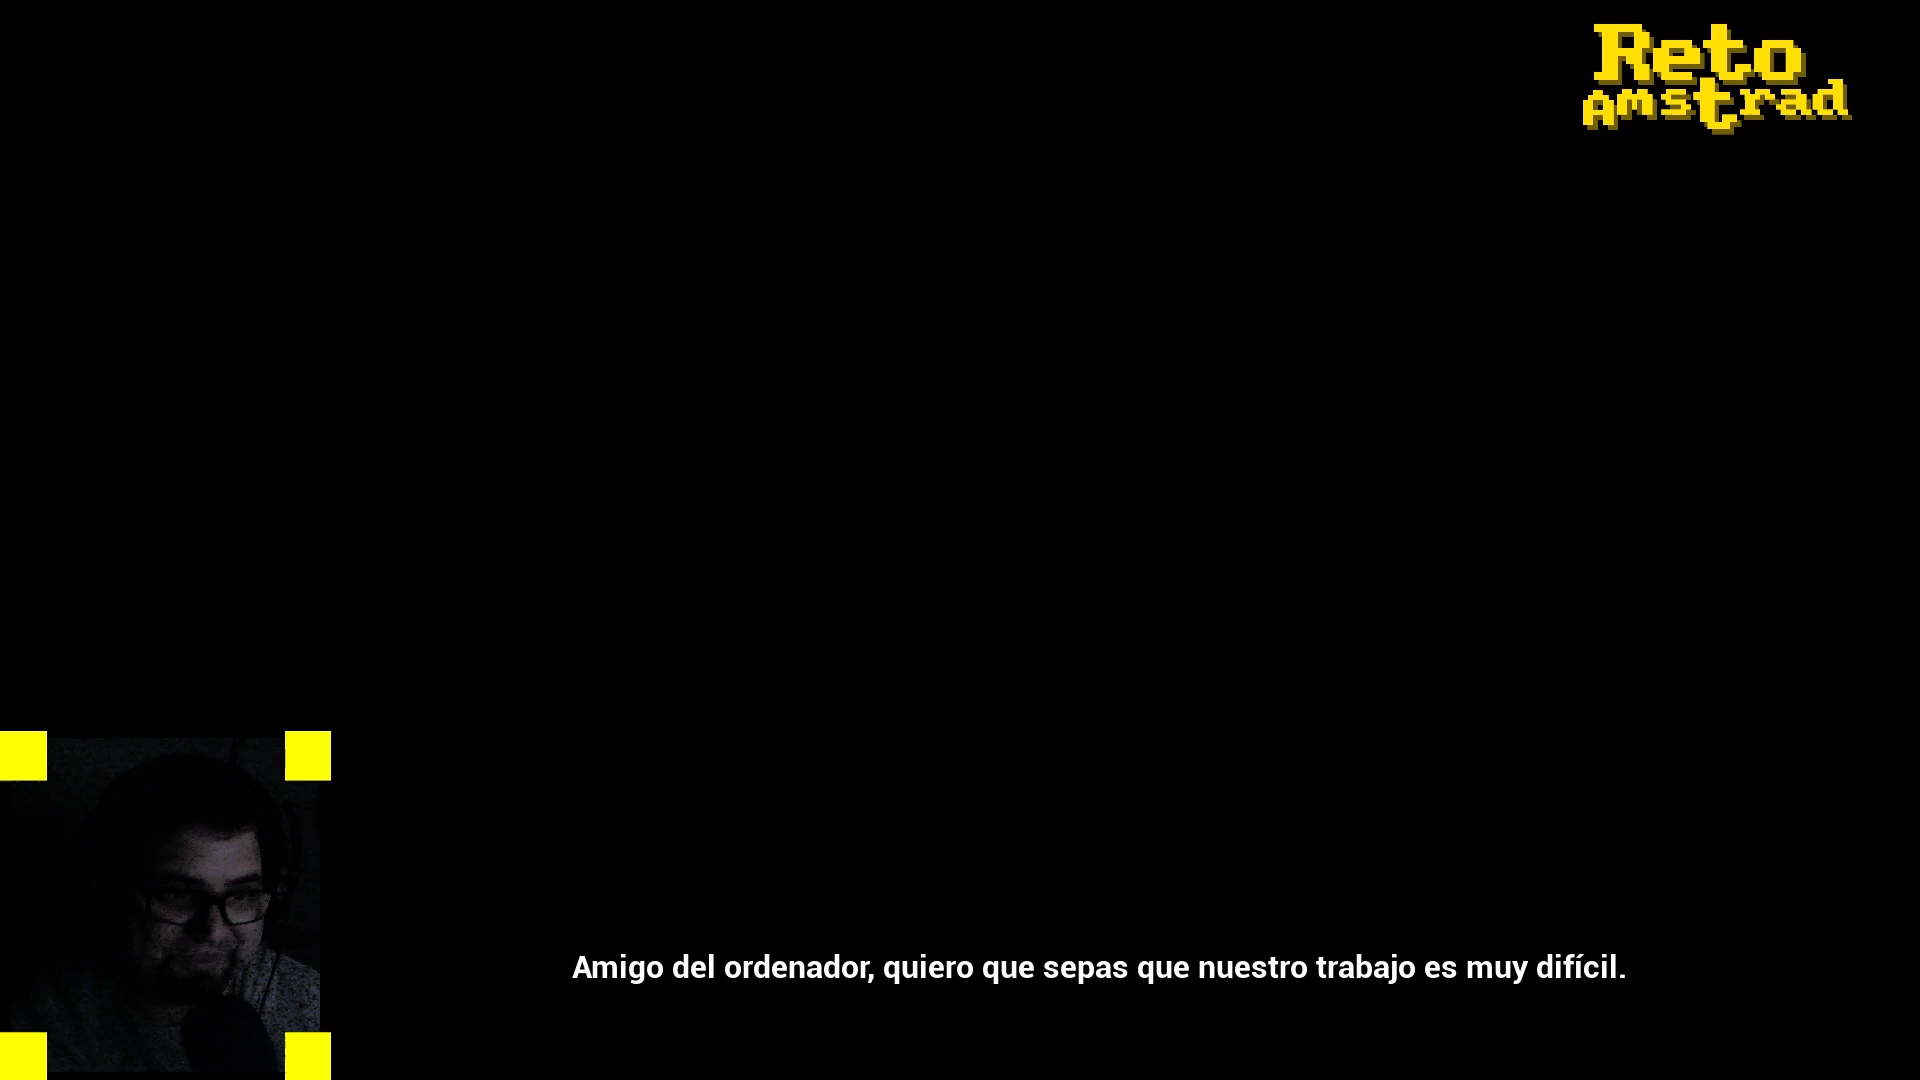 Reto
Amstrad
Amigo del ordenador, quiero que sepas que nuestro trabajo es muy difícil.